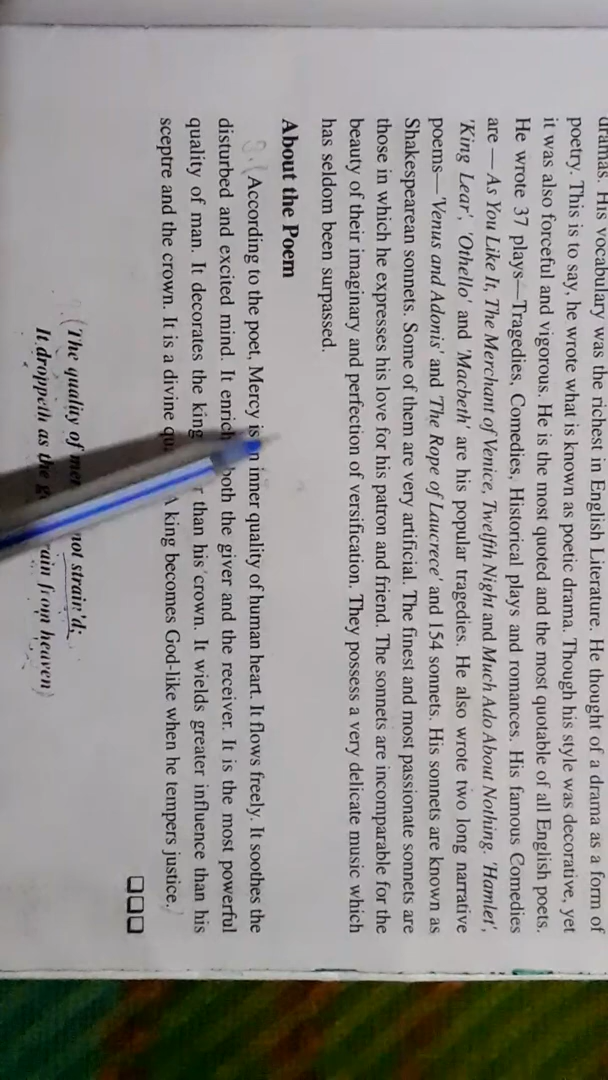 dramas. His vocabulary was the richest in English Literature. He thought of a drama as a form of
poetry. This is to say, he wrote what is known as poetic drama. Though his style was decorative, yet
it was also forceful and vigorous. He is the most quoted and the most quotable of all English poets.
He wrote 37 plays—Tragedies, Comedies, Historical plays and romances. His famous Comedies
are — As You Like It, The Merchant of Venice, Twelfth Night and Much Ado About Nothing. 'Hamlet',
'King Lear', 'Othello' and 'Macbeth' are his popular tragedies. He also wrote two long narrative
poems—'Venus and Adonis' and 'The Rope of Laucrece' and 154 sonnets. His sonnets are known as
Shakespearean sonnets. Some of them are very artificial. The finest and most passionate sonnets are
those in which he expresses his love for his patron and friend. The sonnets are incomparable for the
beauty of their imaginary and perfection of versification. They possess a very delicate music which
has seldom been surpassed.
About the Poem
According to the poet, Mercy is an inner quality of human heart. It flows freely. It soothes the
disturbed and excited mind. It enrich both the giver and the receiver. It is the most powerful
quality of man. It decorates the king than his crown. It wields greater influence than his
sceptre and the crown. It is a divine A king becomes God-like when he tempers justice.
'The quality of not strain'd;
It droppeth as the rain from heaven